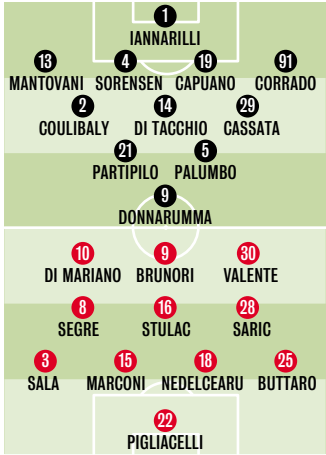 1
IANNARILLI
13 4 19 91
MANTOVANI SORENSEN CAPUANO CORRADO
2 14 29
COULIBALY DI TACCHIO CASSATA
21 5
PARTIPILO PALUMBO
9
DONNARUMMA
10 9 30
DI MARIANO BRUNORI VALENTE
8 16 28
SEGRE STULAC SARIC
3 15 18 25
SALA MARCONI NEDELCEARU BUTTARO
22
PIGLIACELLI